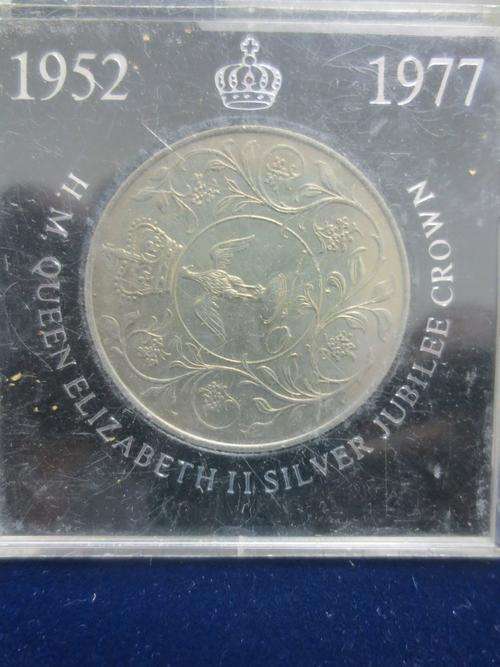 1952 1977
H. M. QUEEN ELIZABETH II SILVER JUBILEE CROWN